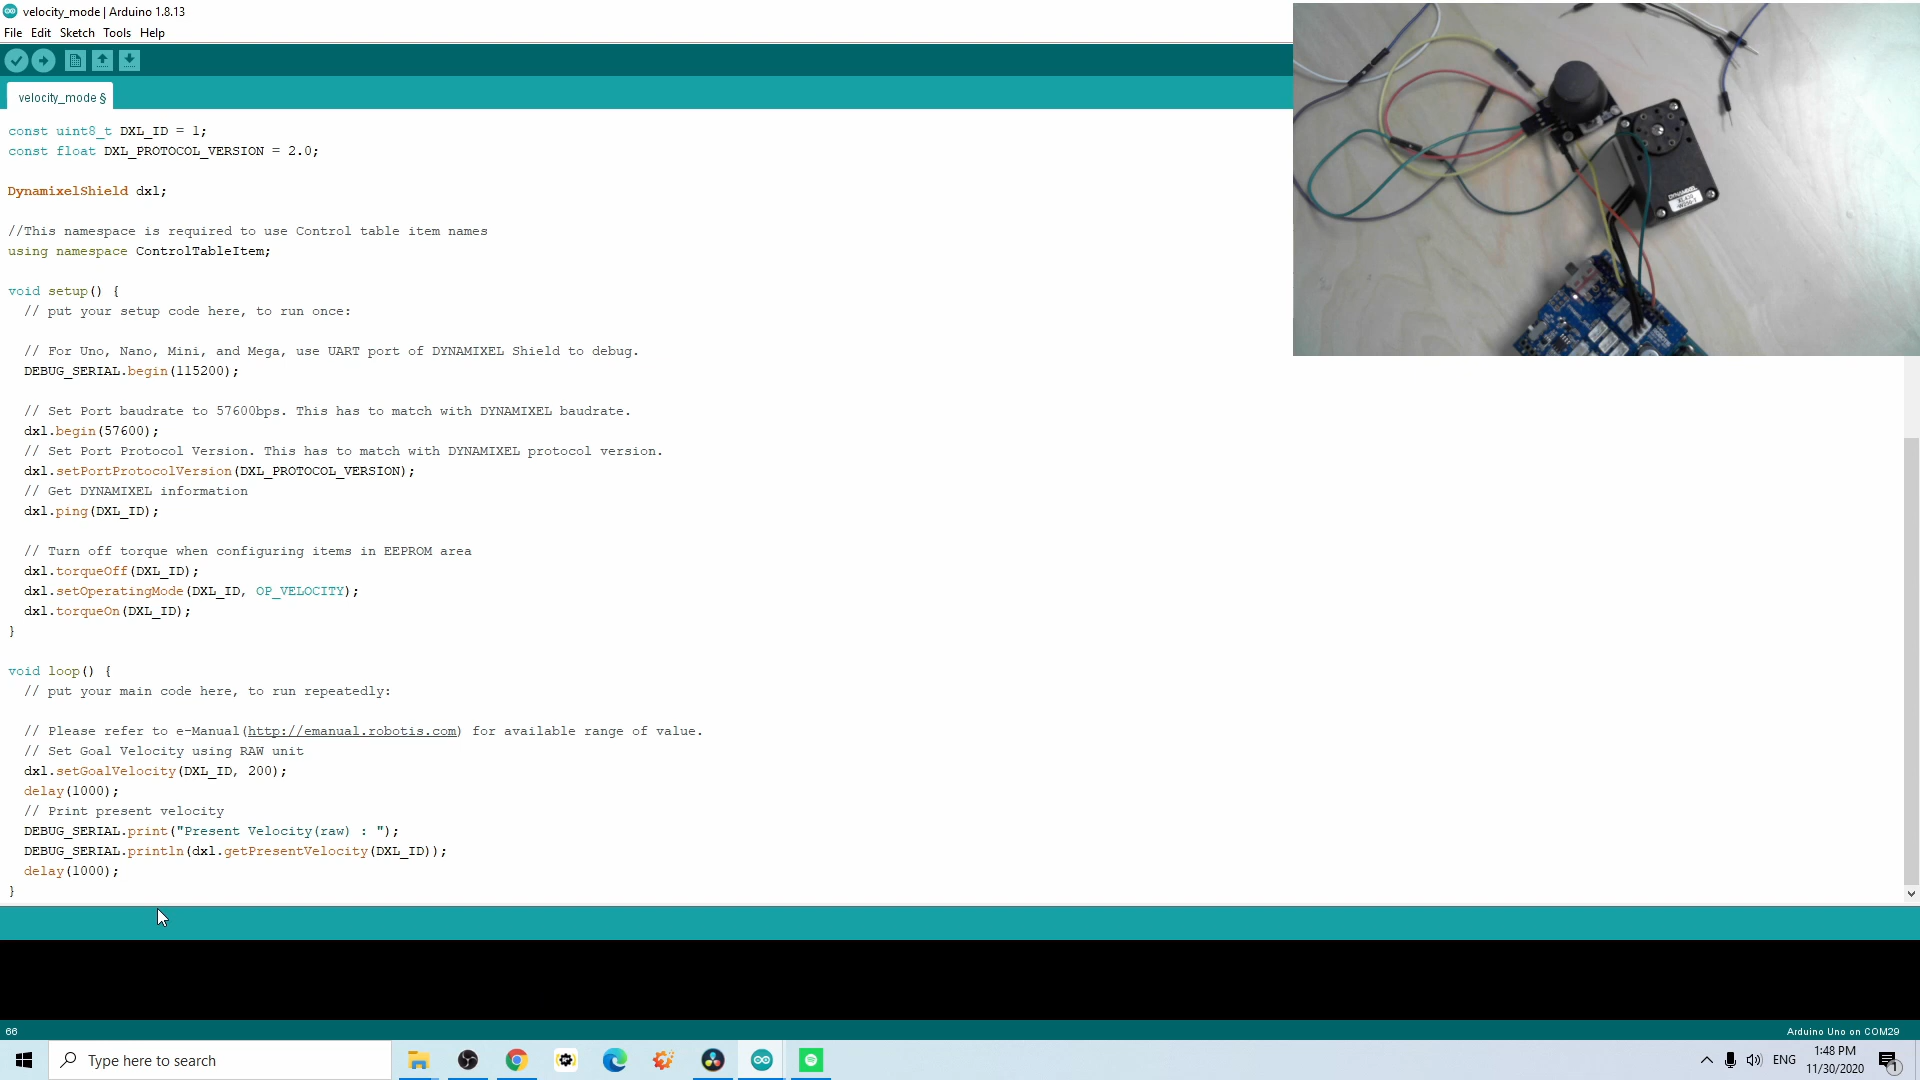 velocity_mode | Arduino 1.8.13
File Edit Sketch Tools Help
velocity_mode §
const uint8_t DXL_ID = 1;
const float DXL_PROTOCOL_VERSION = 2.0;
DynamixelShield dxl;
//This namespace is required to use Control table item names
using namespace ControlTableItem;
void setup() {
// put your setup code here, to run once:
// For Uno, Nano, Mini, and Mega, use UART port of DYNAMIXEL Shield to debug.
DEBUG_SERIAL.begin(115200);
// Set Port baudrate to 57600bps. This has to match with DYNAMIXEL baudrate.
dxl.begin(57600);
// Set Port Protocol Version. This has to match with DYNAMIXEL protocol version.
dxl.setPortProtocolVersion(DXL_PROTOCOL_VERSION);
// Get DYNAMIXEL information
dxl.ping(DXL_ID);
// Turn off torque when configuring items in EEPROM area
dxl.torqueOff(DXL_ID);
dxl.setOperatingMode(DXL_ID, OP_VELOCITY);
dxl.torqueOn(DXL_ID);
}
void loop() {
// put your main code here, to run repeatedly:
// Please refer to e-Manual(http://emanual.robotis.com) for available range of value.
// Set Goal Velocity using RAW unit
dxl.setGoalVelocity(DXL_ID, 200);
delay(1000);
// Print present velocity
DEBUG_SERIAL.print("Present Velocity(raw) : ");
DEBUG_SERIAL.println(dxl.getPresentVelocity(DXL_ID));
delay(1000);
}
DYNAMIXEL
66
Arduino Uno on COM29
Type here to search
ENG
1:48 PM
11/30/2020
1